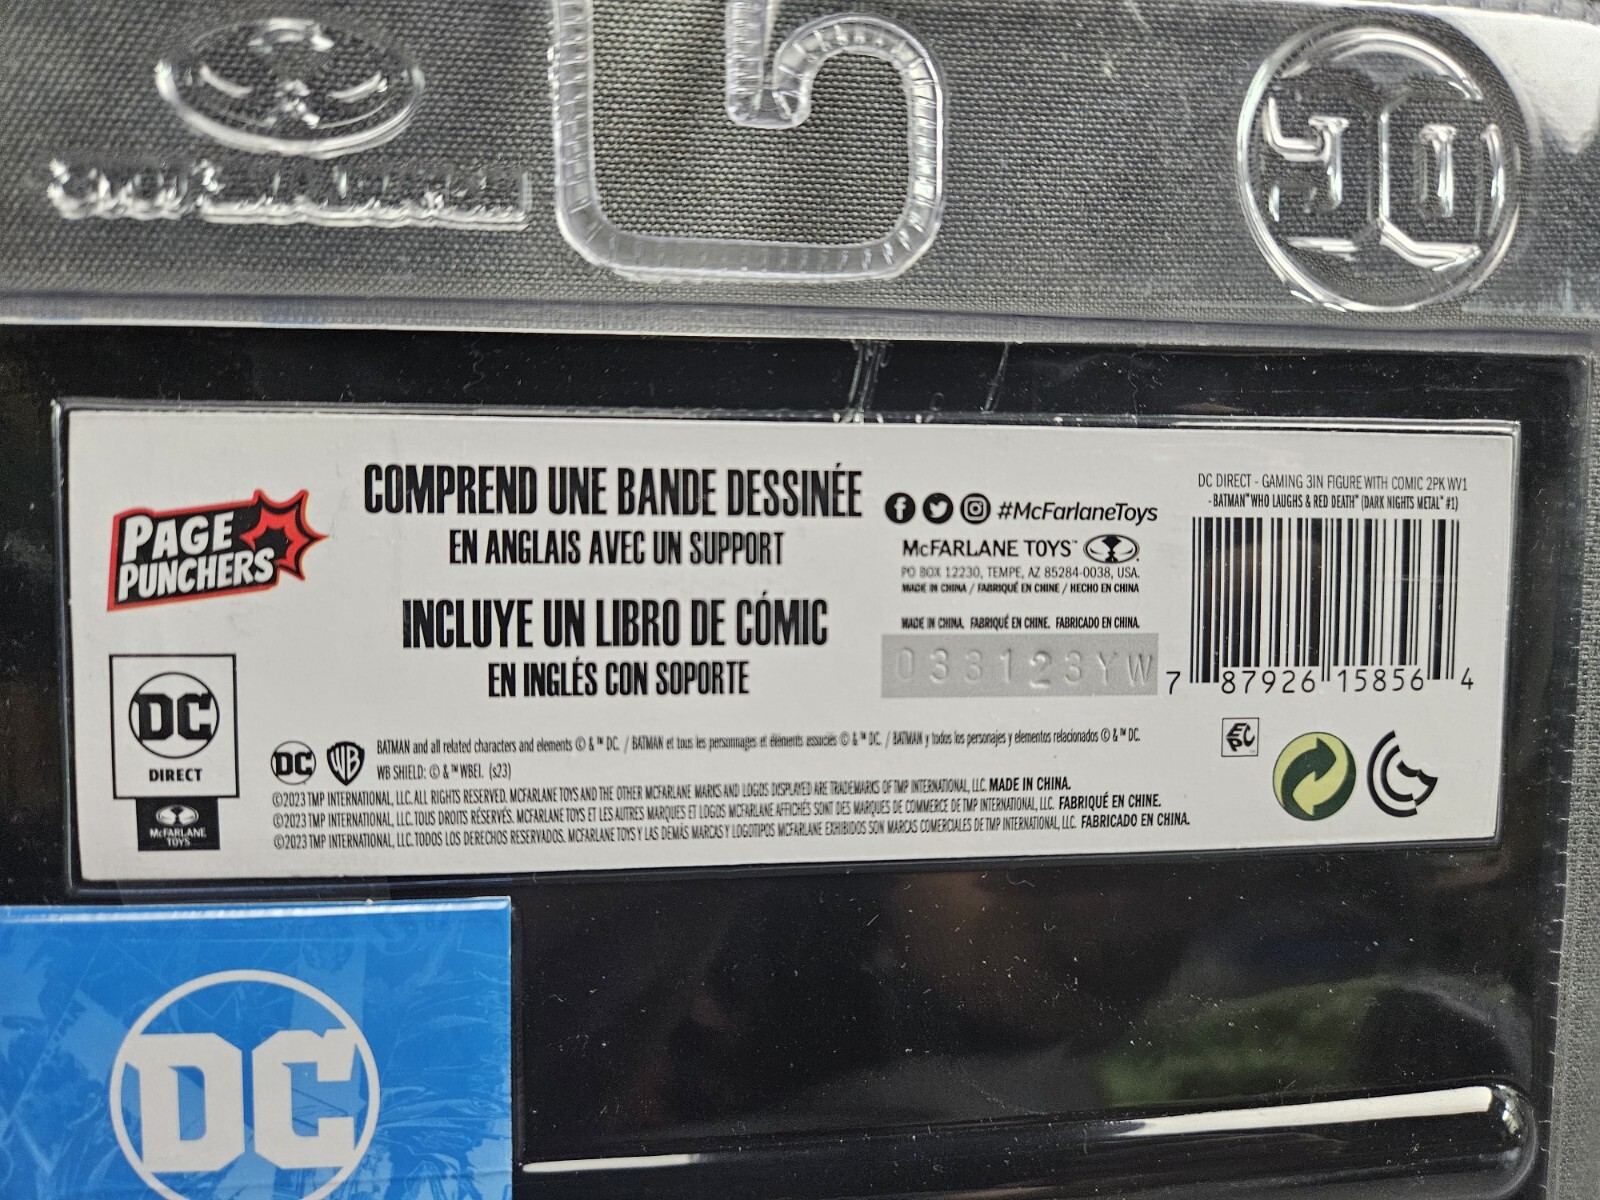 PAGE
PUNCHERS
COMPREND UNE BANDE DESSINÉE
EN ANGLAIS AVEC UN SUPPORT
INCLUYE UN LIBRO DE CÓMIC
EN INGLÉS CON SOPORTE
#McFarlaneToys
McFARLANE TOYS™
PO BOX 12230, TEMPE, AZ 85284-0038, USA.
MADE IN CHINA / FABRIQUÉ EN CHINE / HECHO EN CHINA
MADE IN CHINA. FABRIQUÉ EN CHINE. FABRICADO EN CHINA.
033123YW
DC DIRECT - GAMING 3IN FIGURE WITH COMIC 2PK WV1
- BATMAN™ WHO LAUGHS & RED DEATH™ (DARK NIGHTS METAL™ #1)
7 87926 15856 4
DC
DIRECT
McFARLANE
TOYS
DC WB
BATMAN and all related characters and elements © & ™ DC. / BATMAN et tous les personnages et éléments associés © & ™ DC. / BATMAN y todos los personajes y elementos relacionados © & ™ DC.
WB SHIELD: © & ™ WBEI. (s23)
©2023 TMP INTERNATIONAL, LLC. ALL RIGHTS RESERVED. MCFARLANE TOYS AND THE OTHER MCFARLANE MARKS AND LOGOS DISPLAYED ARE TRADEMARKS OF TMP INTERNATIONAL, LLC. MADE IN CHINA.
©2023 TMP INTERNATIONAL, LLC. TOUS DROITS RÉSERVÉS. MCFARLANE TOYS ET LES AUTRES MARQUES ET LOGOS MCFARLANE AFFICHÉS SONT DES MARQUES DE COMMERCE DE TMP INTERNATIONAL, LLC. FABRIQUÉ EN CHINE.
©2023 TMP INTERNATIONAL, LLC. TODOS LOS DERECHOS RESERVADOS. MCFARLANE TOYS Y LAS DEMÁS MARCAS Y LOGOTIPOS MCFARLANE EXHIBIDOS SON MARCAS COMERCIALES DE TMP INTERNATIONAL, LLC. FABRICADO EN CHINA.
DC